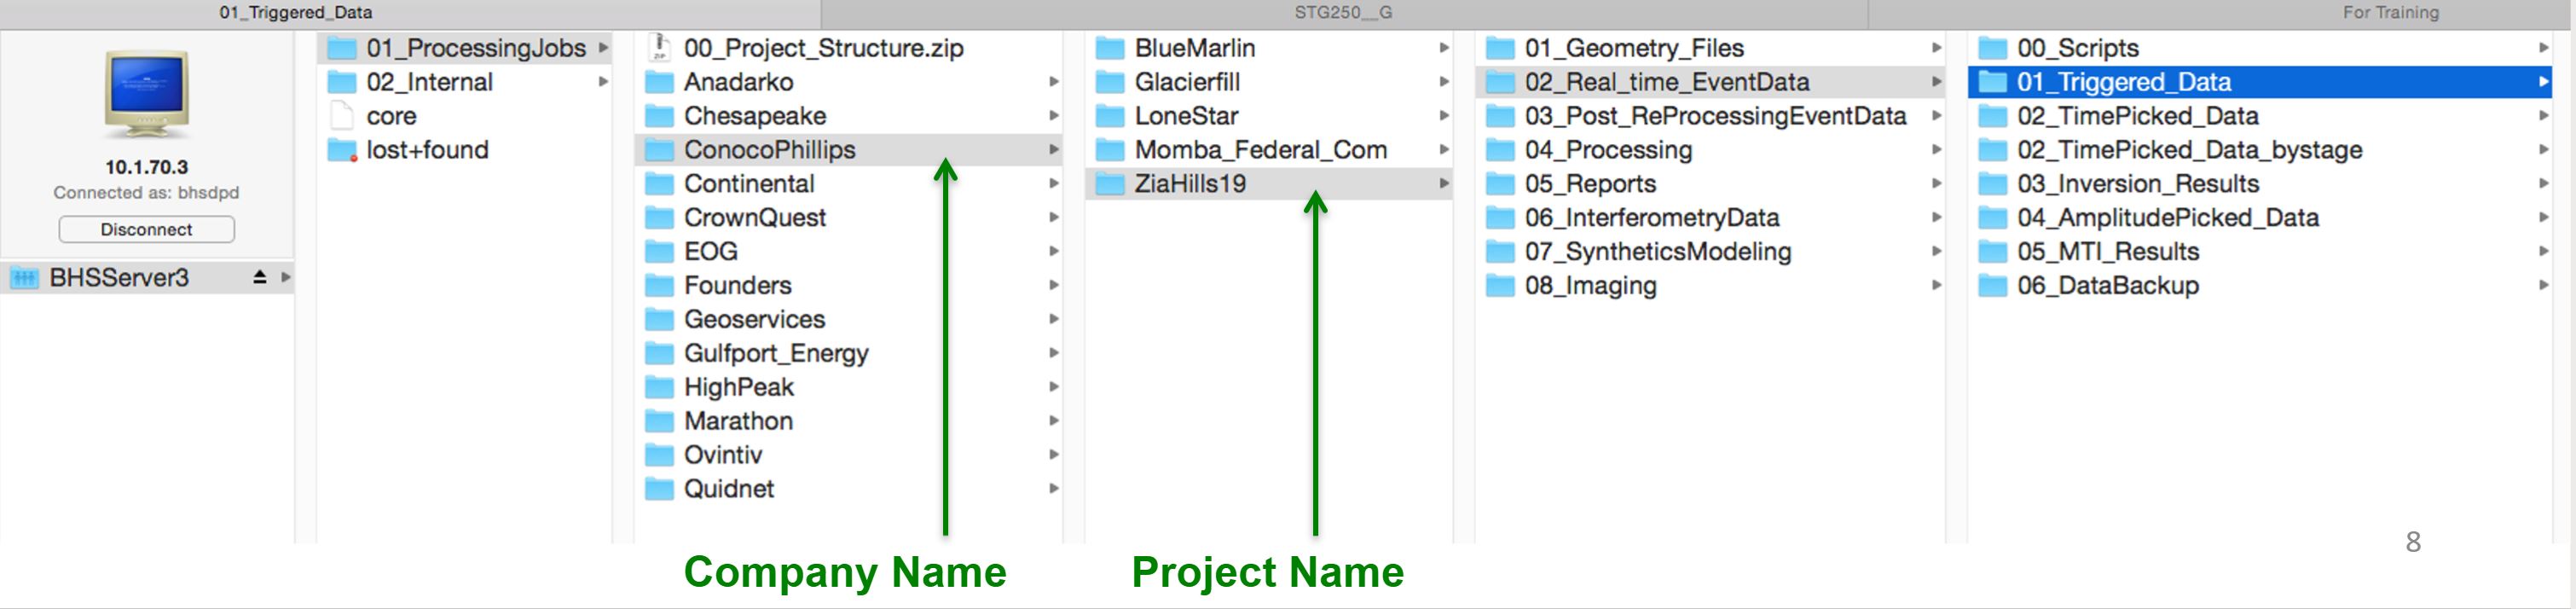 01_Triggered_Data
STG250__G
For Training
10.1.70.3
Connected as: bhsdpd
Disconnect
BHSServer3
01_ProcessingJobs
02_Internal
core
lost+found
00_Project_Structure.zip
Anadarko
Chesapeake
ConocoPhillips
Continental
CrownQuest
EOG
Founders
Geoservices
Gulfport_Energy
HighPeak
Marathon
Ovintiv
Quidnet
BlueMarlin
Glacierfill
LoneStar
Momba_Federal_Com
ZiaHills19
01_Geometry_Files
02_Real_time_EventData
03_Post_ReProcessingEventData
04_Processing
05_Reports
06_InterferometryData
07_SyntheticsModeling
08_Imaging
00_Scripts
01_Triggered_Data
02_TimePicked_Data
02_TimePicked_Data_bystage
03_Inversion_Results
04_AmplitudePicked_Data
05_MTI_Results
06_DataBackup
Company Name
Project Name
8